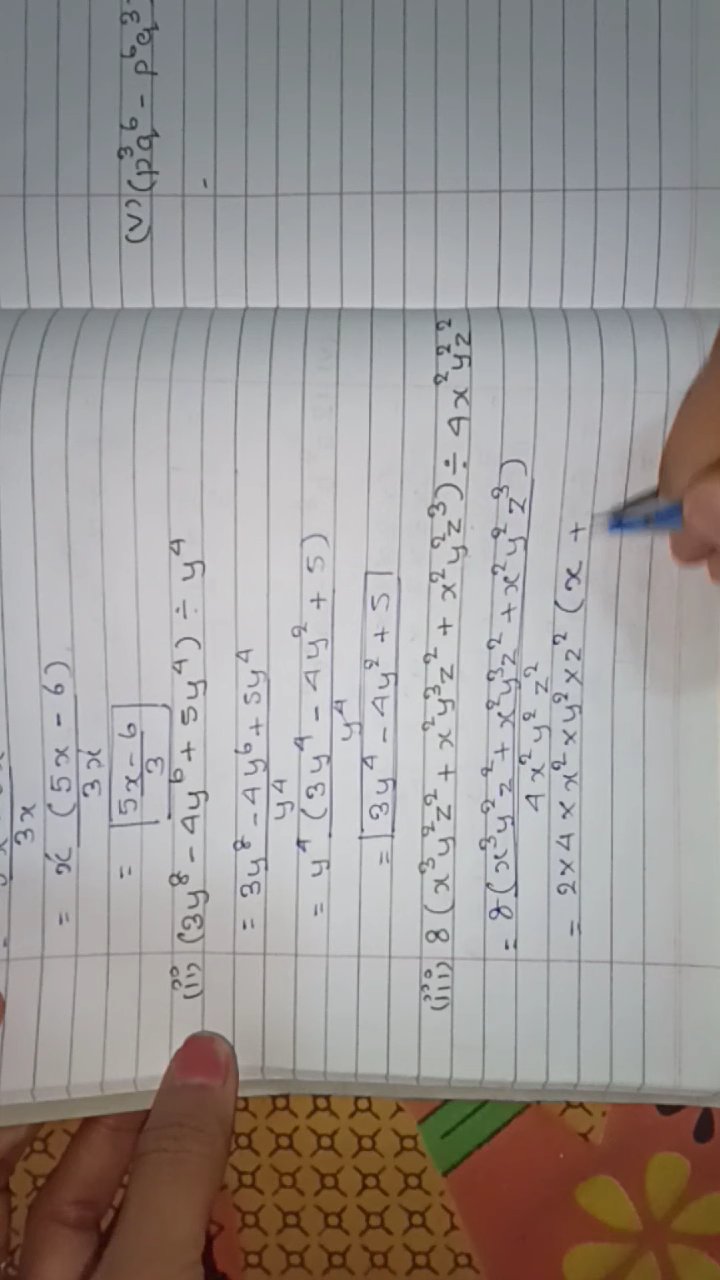 3x
= x (5x - 6)
3x
= 5x - 6
3
(ii) (3y⁸ - 4y⁶ + 5y⁴) ÷ y⁴
= 3y⁸ - 4y⁶ + 5y⁴
y⁴
= y⁴ (3y⁴ - 4y² + 5)
y⁴
= 3y⁴ - 4y² + 5
(iii) 8 (x³y²z² + x²y³z² + x²y²z³) ÷ 4x²y²z²
= 8 (x³y²z² + x²y³z² + x²y²z³)
4x²y²z²
= 2 × 4 × x² × y² × z² (x +
(v) (p³q⁶ - p⁶q³